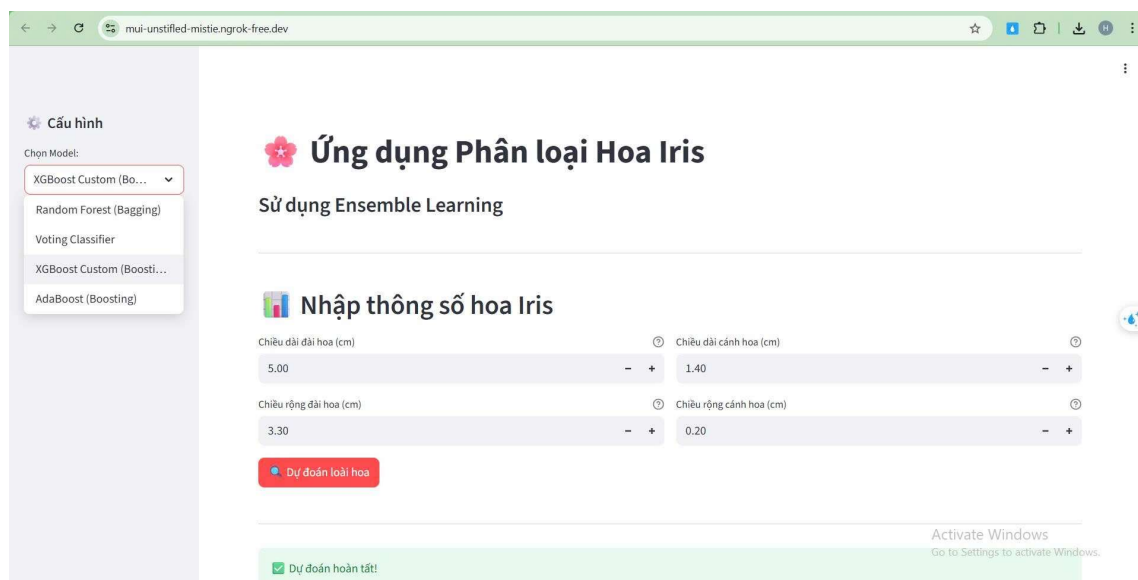 mui-unstifled-mistie.ngrok-free.dev
H
Cấu hình
Chọn Model:
XGBoost Custom (Bo...
Random Forest (Bagging)
Voting Classifier
XGBoost Custom (Boosti...
AdaBoost (Boosting)
Ứng dụng Phân loại Hoa Iris
Sử dụng Ensemble Learning
Nhập thông số hoa Iris
Chiều dài đài hoa (cm)
5.00
Chiều dài cánh hoa (cm)
1.40
Chiều rộng đài hoa (cm)
3.30
Chiều rộng cánh hoa (cm)
0.20
Dự đoán loài hoa
Dự đoán hoàn tất!
Activate Windows
Go to Settings to activate Windows.